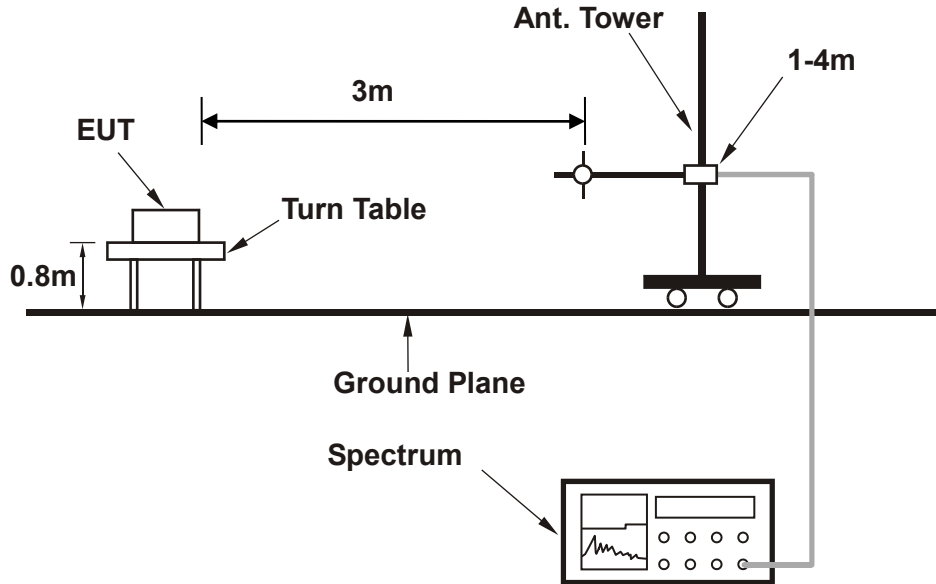 Ant. Tower
1-4m
3m
EUT
Turn Table
0.8m
Ground Plane
Spectrum